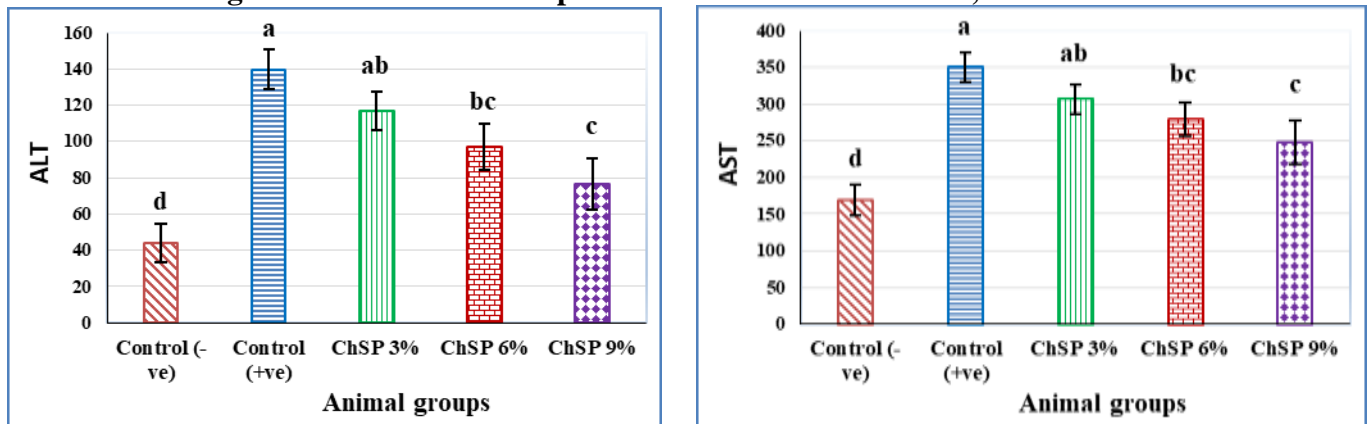 160
140
120
100
80
60
40
20
0
ALT
d
a
ab
bc
c
Control (-
ve)
Control
(+ve)
ChSP 3%
ChSP 6%
ChSP 9%
Animal groups
400
350
300
250
200
150
100
50
0
AST
d
a
ab
bc
c
Control (-
ve)
Control
(+ve)
ChSP 3%
ChSP 6%
ChSP 9%
Animal groups